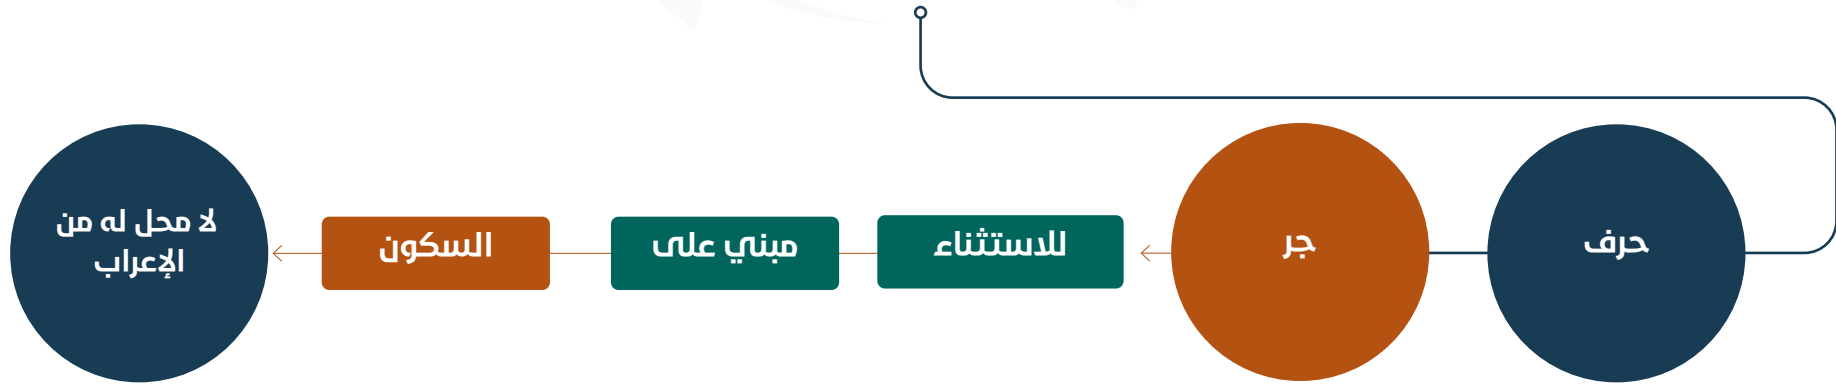 حرف
جر
للاستثناء
مبني على
السكون
لا محل له من
الإعراب